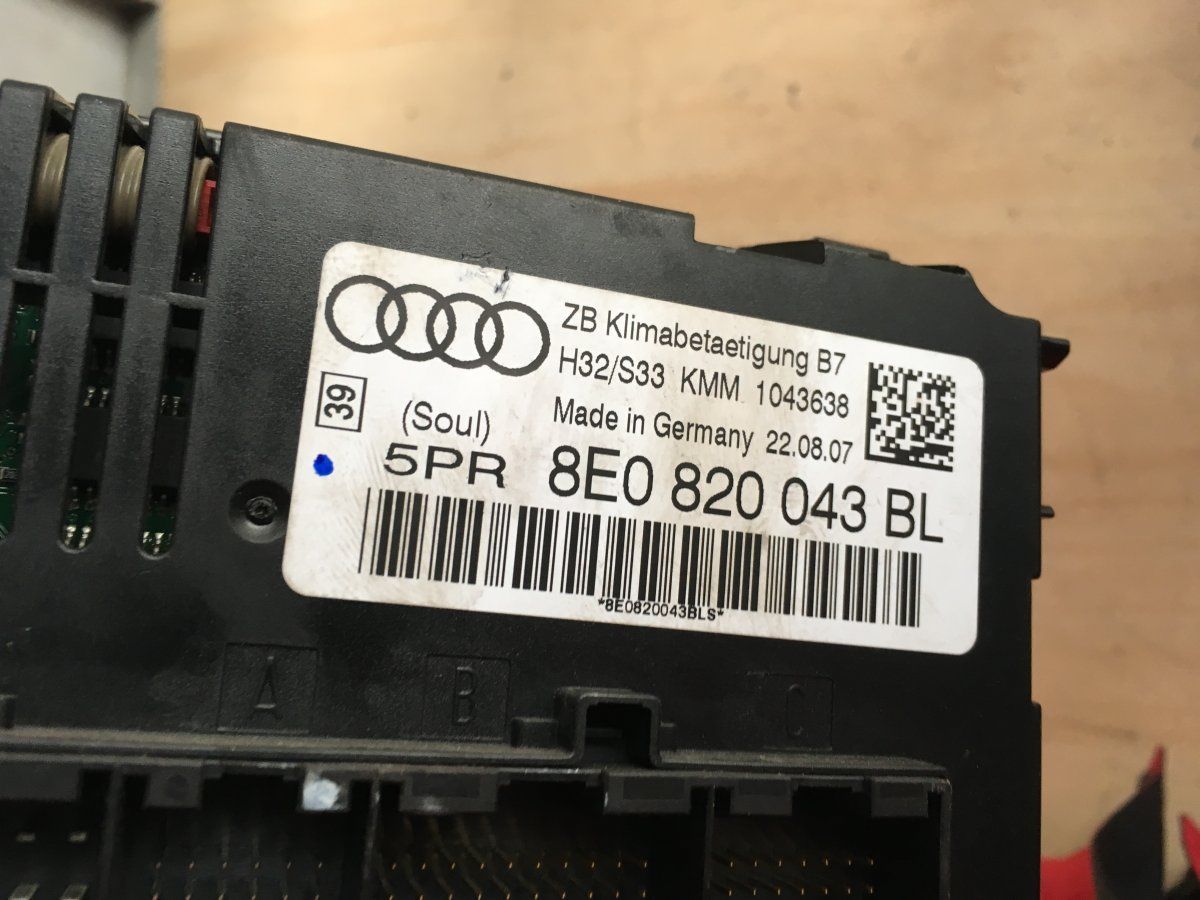 ZB Klimabetaetigung B7
H32/S33 KMM 1043638
39
(Soul)
Made in Germany 22.08.07
5PR 8E0 820 043 BL
*8E0820043BLS*
A B C